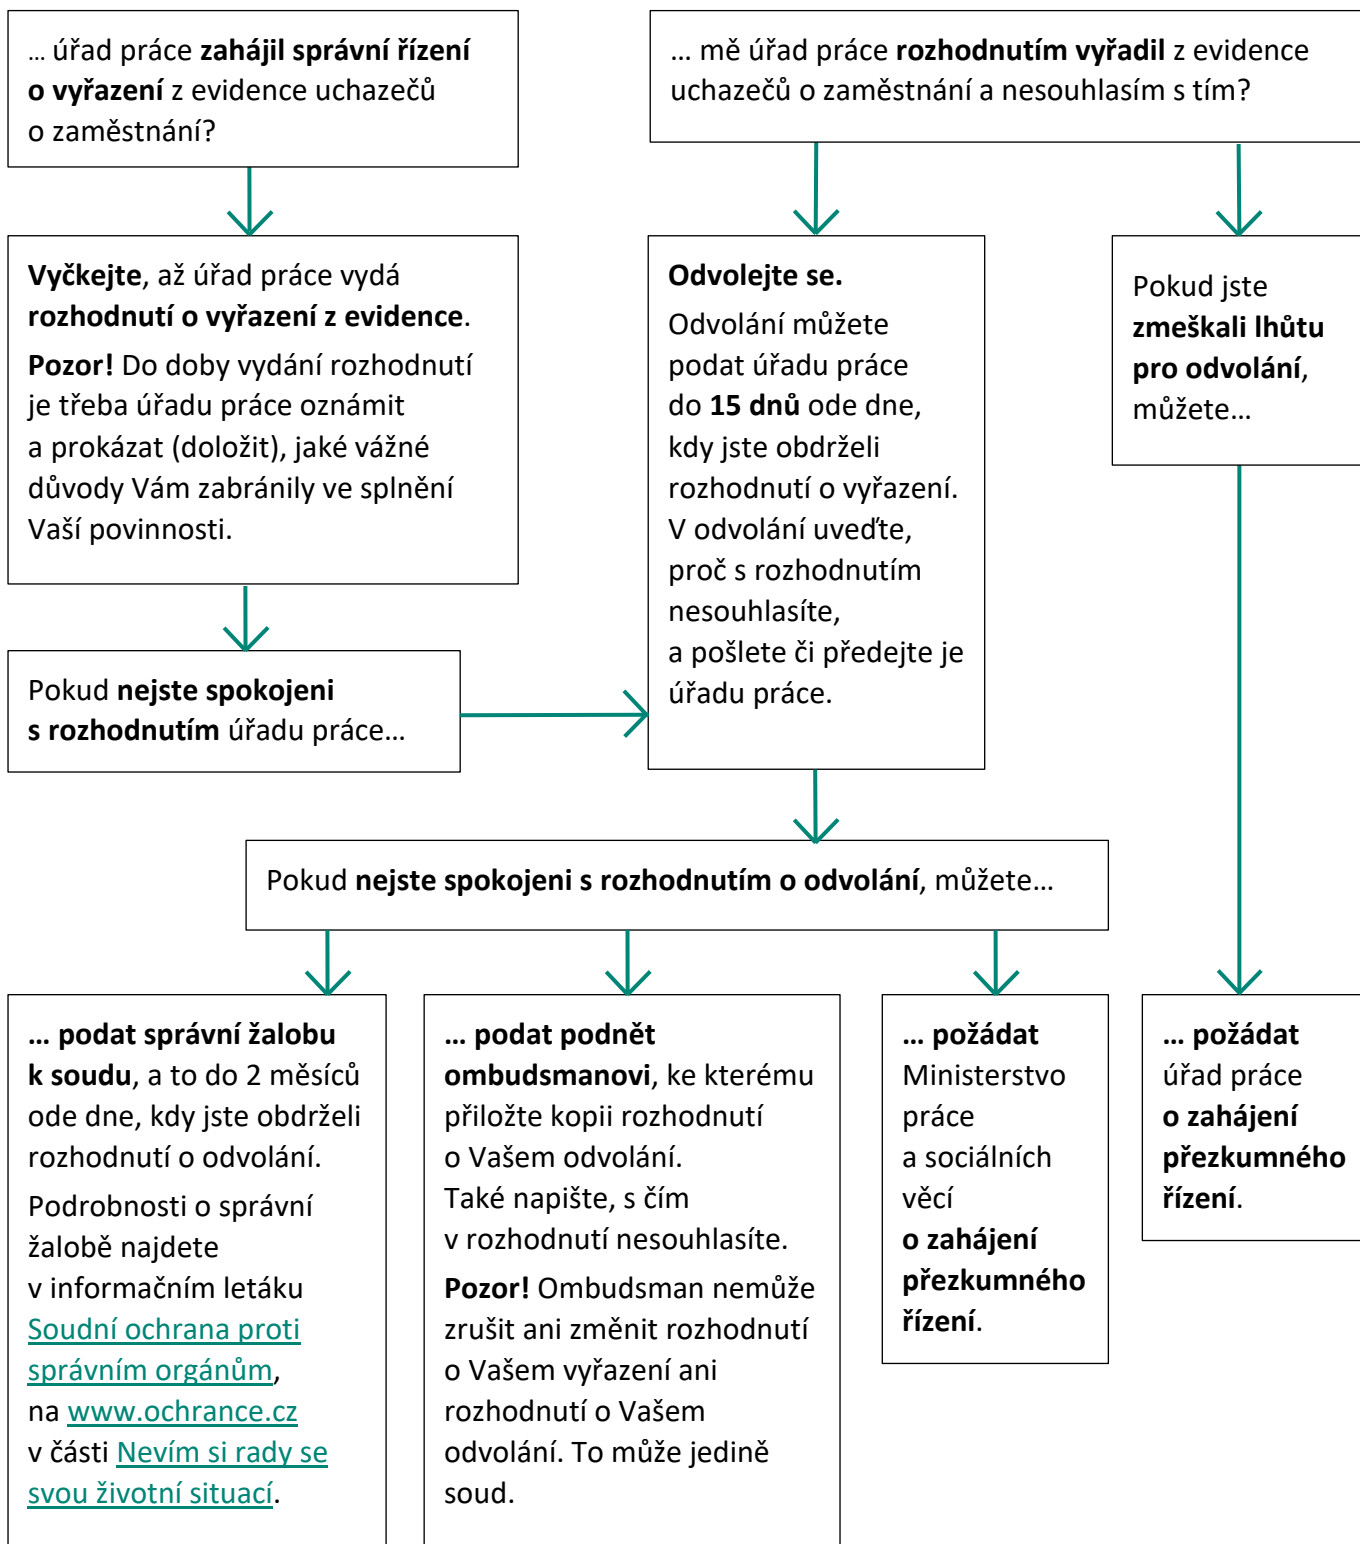 … úřad práce zahájil správní řízení
o vyřazení z evidence uchazečů
o zaměstnání?
… mě úřad práce rozhodnutím vyřadil z evidence
uchazečů o zaměstnání a nesouhlasím s tím?
Vyčkejte, až úřad práce vydá
rozhodnutí o vyřazení z evidence.
Pozor! Do doby vydání rozhodnutí
je třeba úřadu práce oznámit
a prokázat (doložit), jaké vážné
důvody Vám zabránily ve splnění
Vaší povinnosti.
Odvolejte se.
Odvolání můžete
podat úřadu práce
do 15 dnů ode dne,
kdy jste obdrželi
rozhodnutí o vyřazení.
V odvolání uveďte,
proč s rozhodnutím
nesouhlasíte,
a pošlete či předejte je
úřadu práce.
Pokud jste
zmeškali lhůtu
pro odvolání,
můžete…
Pokud nejste spokojeni
s rozhodnutím úřadu práce…
Pokud nejste spokojeni s rozhodnutím o odvolání, můžete…
… podat správní žalobu
k soudu, a to do 2 měsíců
ode dne, kdy jste obdrželi
rozhodnutí o odvolání.
Podrobnosti o správní
žalobě najdete
v informačním letáku
Soudní ochrana proti
správním orgánům,
na www.ochrance.cz
v části Nevím si rady se
svou životní situací.
… podat podnět
ombudsmanovi, ke kterému
přiložte kopii rozhodnutí
o Vašem odvolání.
Také napište, s čím
v rozhodnutí nesouhlasíte.
Pozor! Ombudsman nemůže
zrušit ani změnit rozhodnutí
o Vašem vyřazení ani
rozhodnutí o Vašem
odvolání. To může jedině
soud.
… požádat
Ministerstvo
práce
a sociálních
věcí
o zahájení
přezkumného
řízení.
… požádat
úřad práce
o zahájení
přezkumného
řízení.